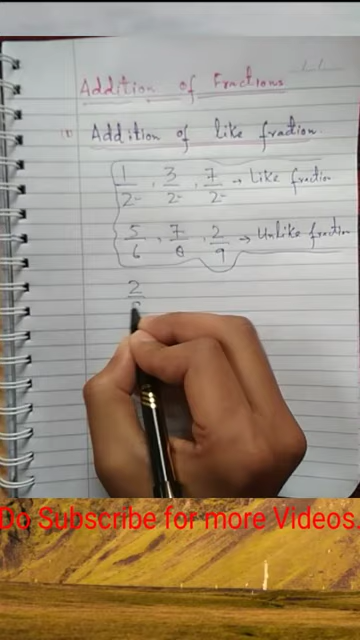 Addition of Fractions
(1) Addition of like fraction.
1/2, 3/2, 7/2 → Like fraction
5/6, 7/8, 2/9 → Unlike fraction
2/
Do Subscribe for more Videos.